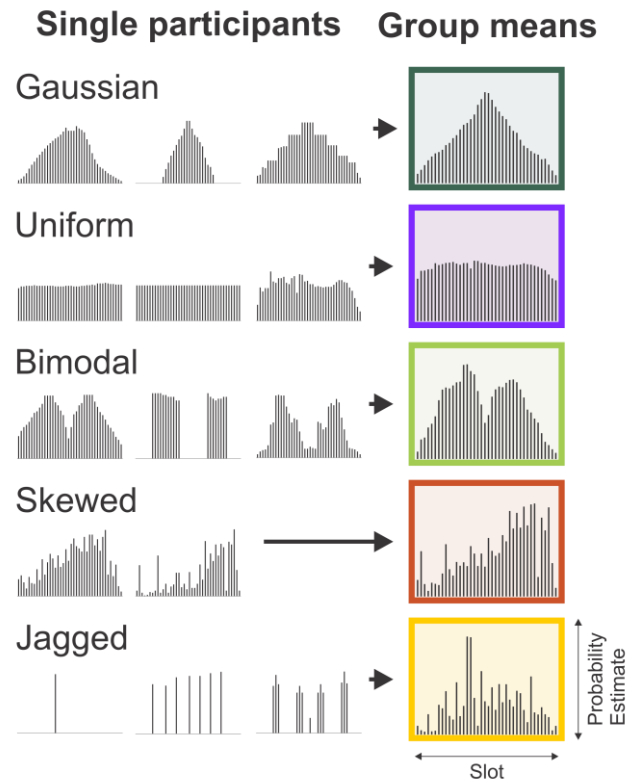 Single participants
Group means
Gaussian
Uniform
Bimodal
Skewed
Jagged
Probability
Estimate
Slot